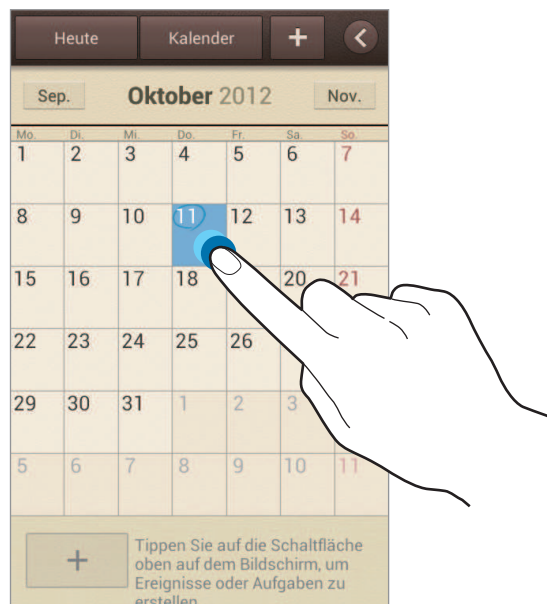 Heute Kalender +
Sep. Oktober 2012 Nov.
Mo. Di. Mi. Do. Fr. Sa. So.
1 2 3 4 5 6 7
8 9 10 11 12 13 14
15 16 17 18 20 21
22 23 24 25 26
29 30 31 1 2 3
5 6 7 8 9 10 11
+
Tippen Sie auf die Schaltfläche
oben auf dem Bildschirm, um
Ereignisse oder Aufgaben zu
erstellen